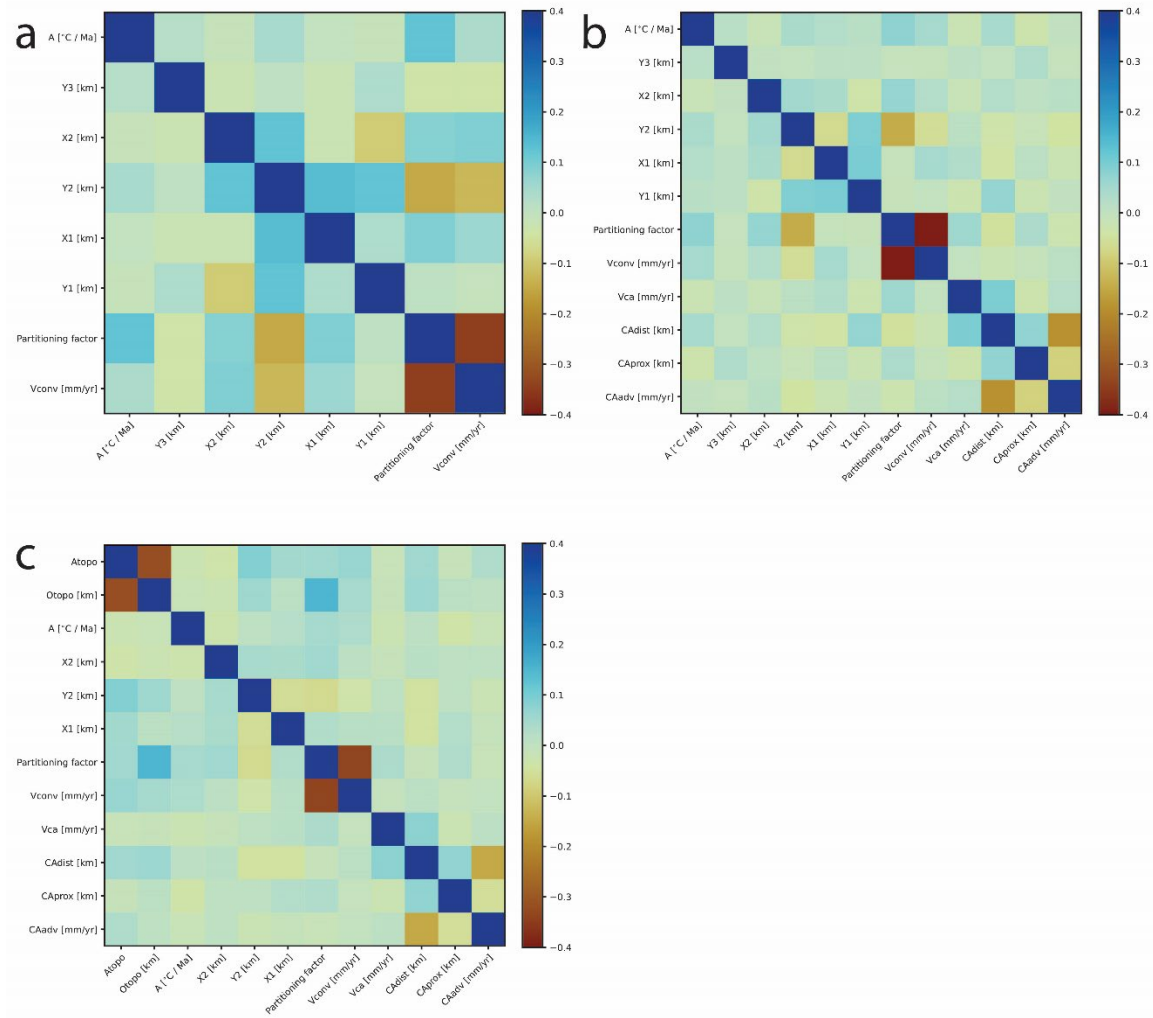 a
A [°C / Ma]
Y3 [km]
X2 [km]
Y2 [km]
X1 [km]
Y1 [km]
Partitioning factor
Vconv [mm/yr]
A [°C / Ma]
Y3 [km]
X2 [km]
Y2 [km]
X1 [km]
Y1 [km]
Partitioning factor
Vconv [mm/yr]
0.4
0.3
0.2
0.1
0.0
−0.1
−0.2
−0.3
−0.4
b
A [°C / Ma]
Y3 [km]
X2 [km]
Y2 [km]
X1 [km]
Y1 [km]
Partitioning factor
Vconv [mm/yr]
Vca [mm/yr]
CAdist [km]
CAprox [km]
CAadv [mm/yr]
A [°C / Ma]
Y3 [km]
X2 [km]
Y2 [km]
X1 [km]
Y1 [km]
Partitioning factor
Vconv [mm/yr]
Vca [mm/yr]
CAdist [km]
CAprox [km]
CAadv [mm/yr]
0.4
0.3
0.2
0.1
0.0
−0.1
−0.2
−0.3
−0.4
c
Atopo
Otopo [km]
A [°C / Ma]
X2 [km]
Y2 [km]
X1 [km]
Partitioning factor
Vconv [mm/yr]
Vca [mm/yr]
CAdist [km]
CAprox [km]
CAadv [mm/yr]
Atopo
Otopo [km]
A [°C / Ma]
X2 [km]
Y2 [km]
X1 [km]
Partitioning factor
Vconv [mm/yr]
Vca [mm/yr]
CAdist [km]
CAprox [km]
CAadv [mm/yr]
0.4
0.3
0.2
0.1
0.0
−0.1
−0.2
−0.3
−0.4